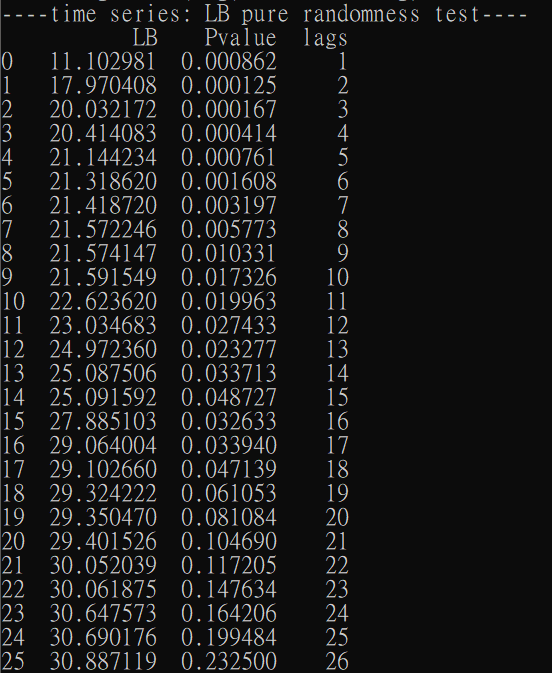 ----time series: LB pure randomness test----
LB Pvalue lags
0 11.102981 0.000862 1
1 17.970408 0.000125 2
2 20.032172 0.000167 3
3 20.414083 0.000414 4
4 21.144234 0.000761 5
5 21.318620 0.001608 6
6 21.418720 0.003197 7
7 21.572246 0.005773 8
8 21.574147 0.010331 9
9 21.591549 0.017326 10
10 22.623620 0.019963 11
11 23.034683 0.027433 12
12 24.972360 0.023277 13
13 25.087506 0.033713 14
14 25.091592 0.048727 15
15 27.885103 0.032633 16
16 29.064004 0.033940 17
17 29.102660 0.047139 18
18 29.324222 0.061053 19
19 29.350470 0.081084 20
20 29.401526 0.104690 21
21 30.052039 0.117205 22
22 30.061875 0.147634 23
23 30.647573 0.164206 24
24 30.690176 0.199484 25
25 30.887119 0.232500 26